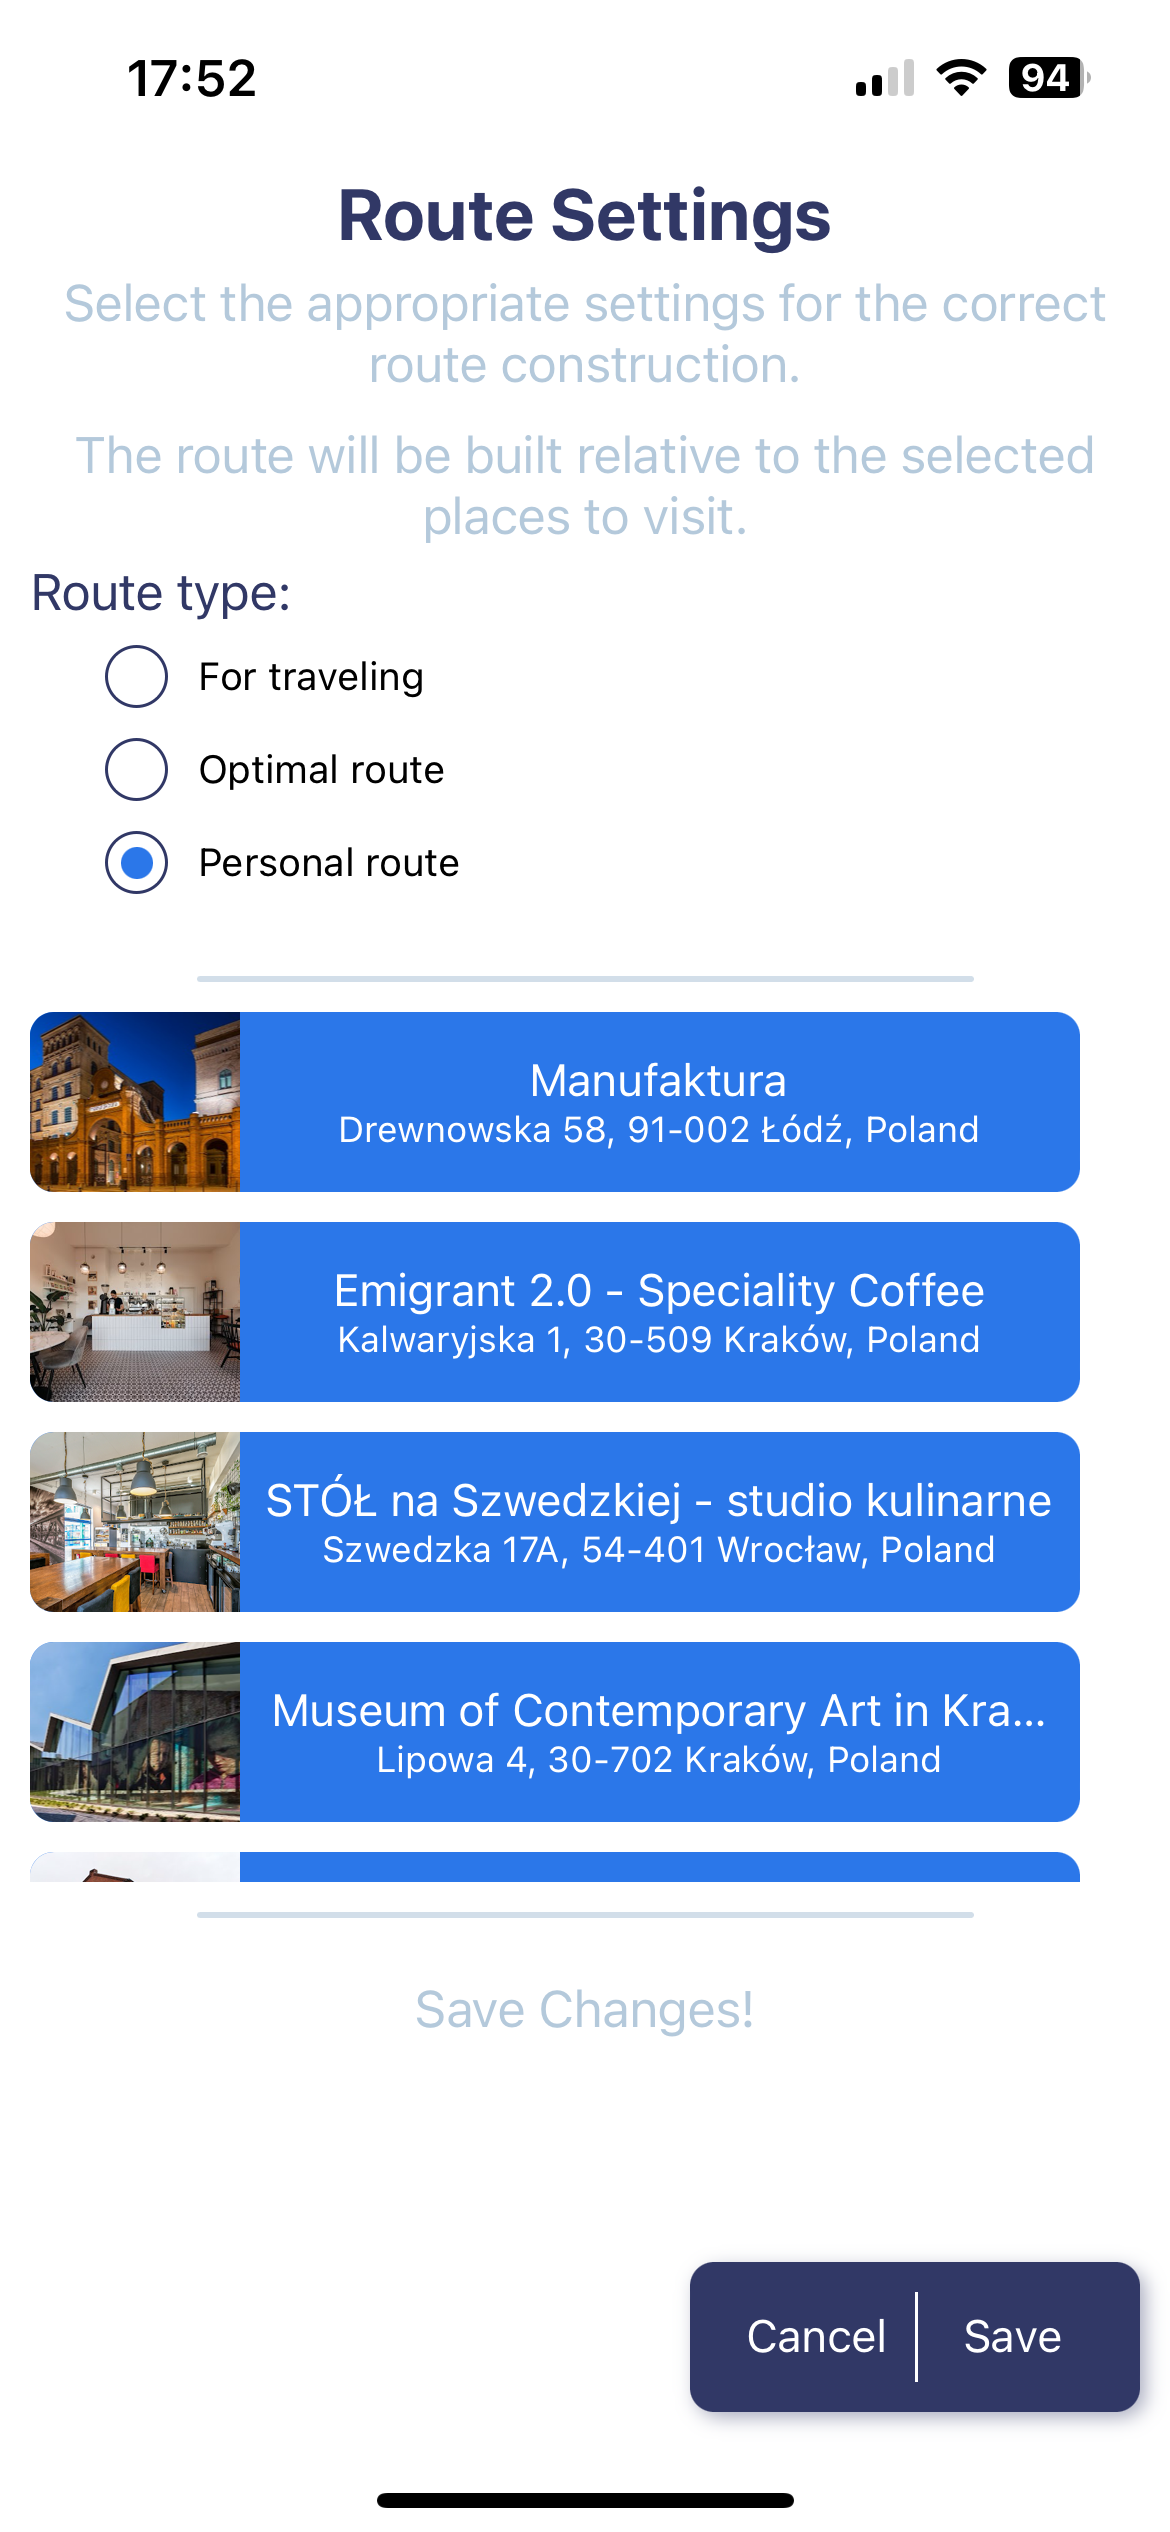 17:52
94
Route Settings
Select the appropriate settings for the correct
route construction.
The route will be built relative to the selected
places to visit.
Route type:
For traveling
Optimal route
Personal route
Manufaktura
Drewnowska 58, 91-002 Łódź, Poland
Emigrant 2.0 - Speciality Coffee
Kalwaryjska 1, 30-509 Kraków, Poland
STÓŁ na Szwedzkiej - studio kulinarne
Szwedzka 17A, 54-401 Wrocław, Poland
Museum of Contemporary Art in Kra...
Lipowa 4, 30-702 Kraków, Poland
Save Changes!
Cancel
Save